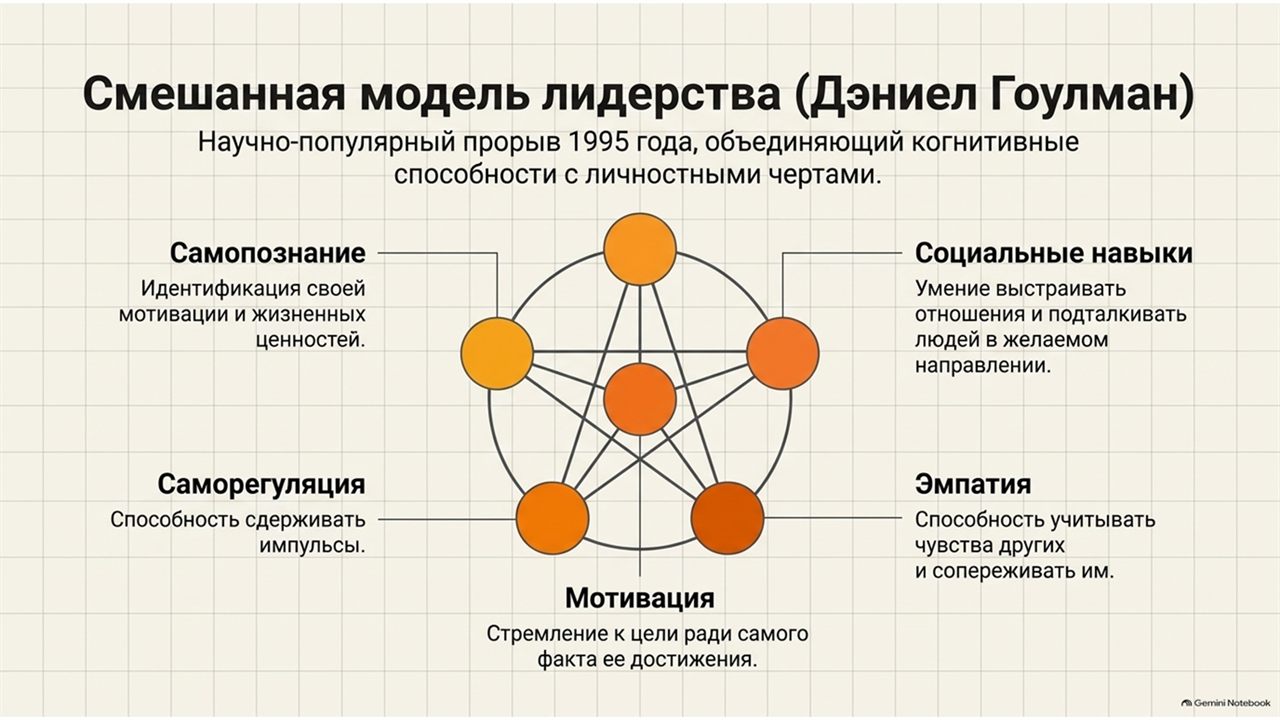 Смешанная модель лидерства (Дэниел Гоулман)
Научно-популярный прорыв 1995 года, объединяющий когнитивные
способности с личностными чертами.
Самопознание
Идентификация своей
мотивации и жизненных
ценностей.
Социальные навыки
Умение выстраивать
отношения и подталкивать
людей в желаемом
направлении.
Саморегуляция
Способность сдерживать
импульсы.
Эмпатия
Способность учитывать
чувства других
и сопереживать им.
Мотивация
Стремление к цели ради самого
факта ее достижения.
Gemini Notebook